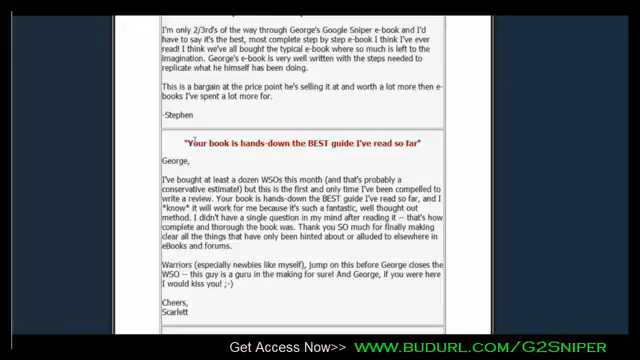 I'm only 2/3rd's of the way through George's Google Sniper e-book and I'd
have to say it's the best, most complete step by step e-book I think I've ever
read! I think we've all bought the typical e-book where so much is left to the
imagination. George's e-book is very well written with the steps needed to
replicate what he himself has been doing.
This is a bargain at the price point he's selling it at and worth a lot more then e-
books I've spent a lot more for.
-Stephen
"Your book is hands-down the BEST guide I've read so far"
George,
I've bought at least a dozen WSOs this month (and that's probably a
conservative estimate!) but this is the first and only time I've been compelled to
write a review. Your book is hands-down the BEST guide I've read so far, and I
*know* it will work for me because it's such a fantastic, well thought out
method. I didn't have a single question in my mind after reading it -- that's how
complete and thorough the book was. Thank you SO much for finally making
clear all the things that have only been hinted about or alluded to elsewhere in
eBooks and forums.
Warriors (especially newbies like myself), jump on this before George closes the
WSO -- this guy is a guru in the making for sure! And George, if you were here
I would kiss you! ;-)
Cheers,
Scarlett
Get Access Now>> www.budurl.com/G2Sniper